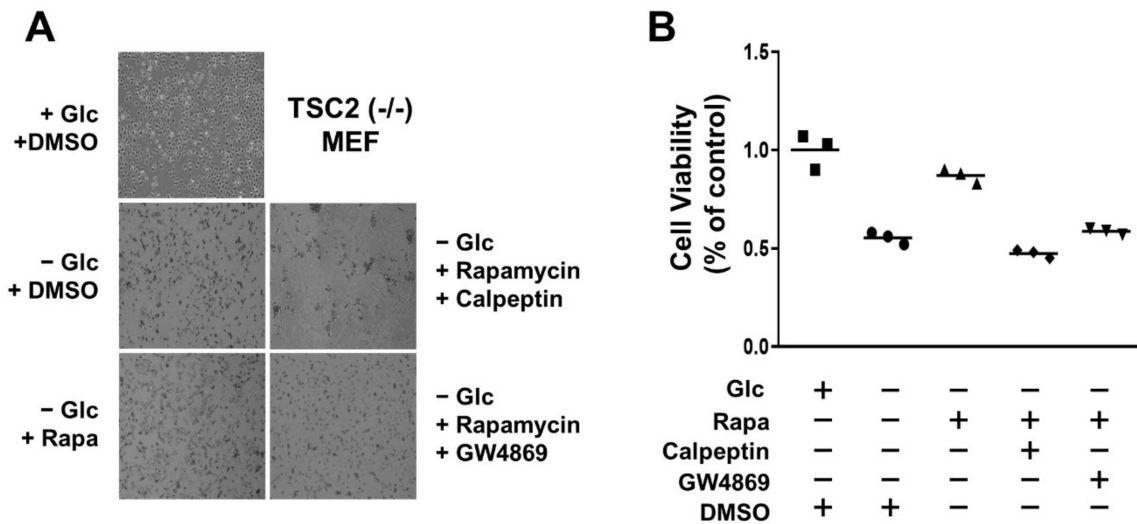 A
+ Glc
+DMSO
TSC2 (-/-)
MEF
− Glc
+ DMSO
− Glc
+ Rapamycin
+ Calpeptin
− Glc
+ Rapa
− Glc
+ Rapamycin
+ GW4869
B
Cell Viability
(% of control)
1.5
1.0
0.5
0.0
Glc + − − − −
Rapa − − + + +
Calpeptin − − − + −
GW4869 − − − − +
DMSO + + − − −